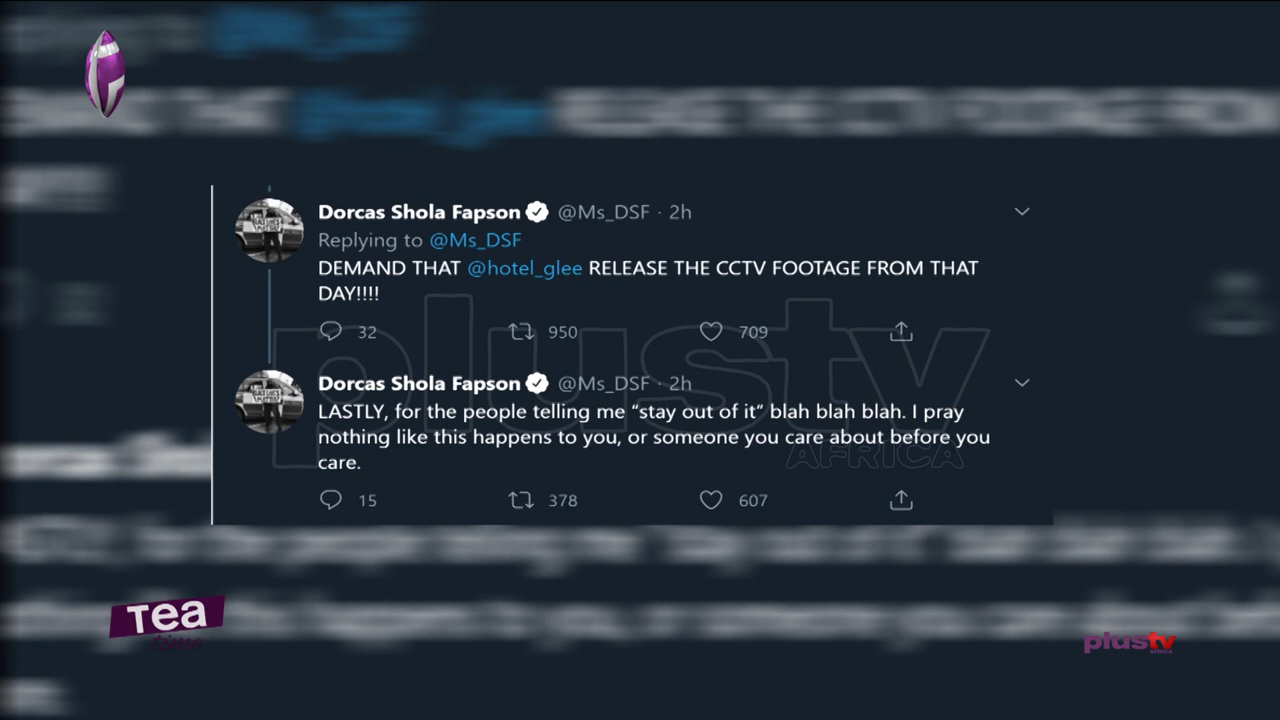 Dorcas Shola Fapson @Ms_DSF · 2h
Replying to @Ms_DSF
DEMAND THAT @hotel_glee RELEASE THE CCTV FOOTAGE FROM THAT
DAY!!!!
32 950 709
Dorcas Shola Fapson @Ms_DSF · 2h
LASTLY, for the people telling me “stay out of it” blah blah blah. I pray
nothing like this happens to you, or someone you care about before you
care.
15 378 607
plustv
AFRICA
Tea
time
plustv
AFRICA